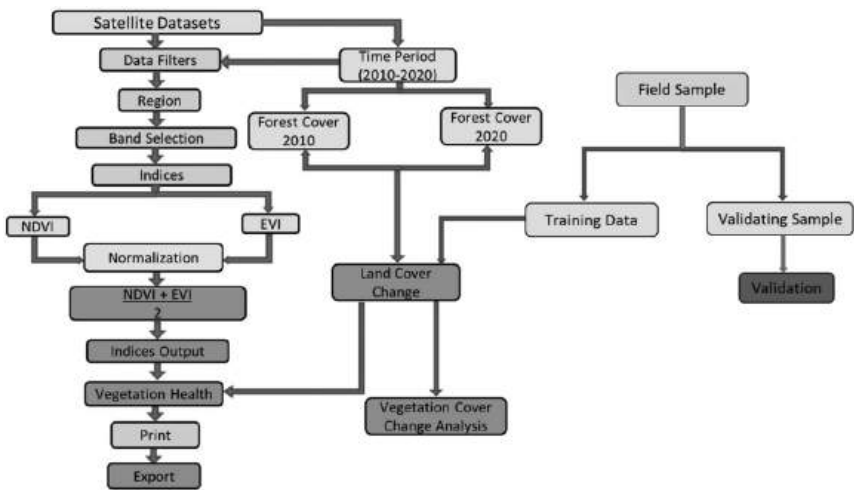 Satellite Datasets
Data Filters
Time Period
(2010-2020)
Region
Field Sample
Forest Cover
2010
Forest Cover
2020
Band Selection
Indices
NDVI
EVI
Training Data
Validating Sample
Normalization
Land Cover
Change
Validation
NDVI + EVI
2
Indices Output
Vegetation Health
Vegetation Cover
Change Analysis
Print
Export